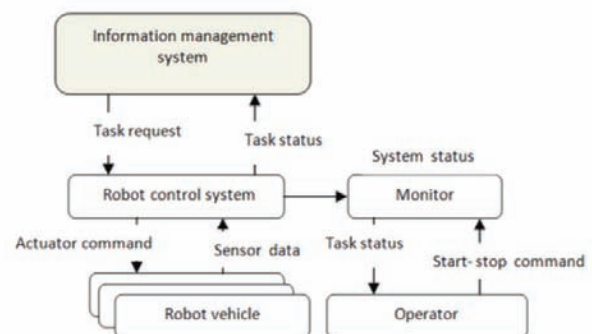 Information management
system
Task request
Task status
System status
Robot control system
Monitor
Actuator command
Sensor data
Task status
Start-stop command
Robot vehicle
Operator